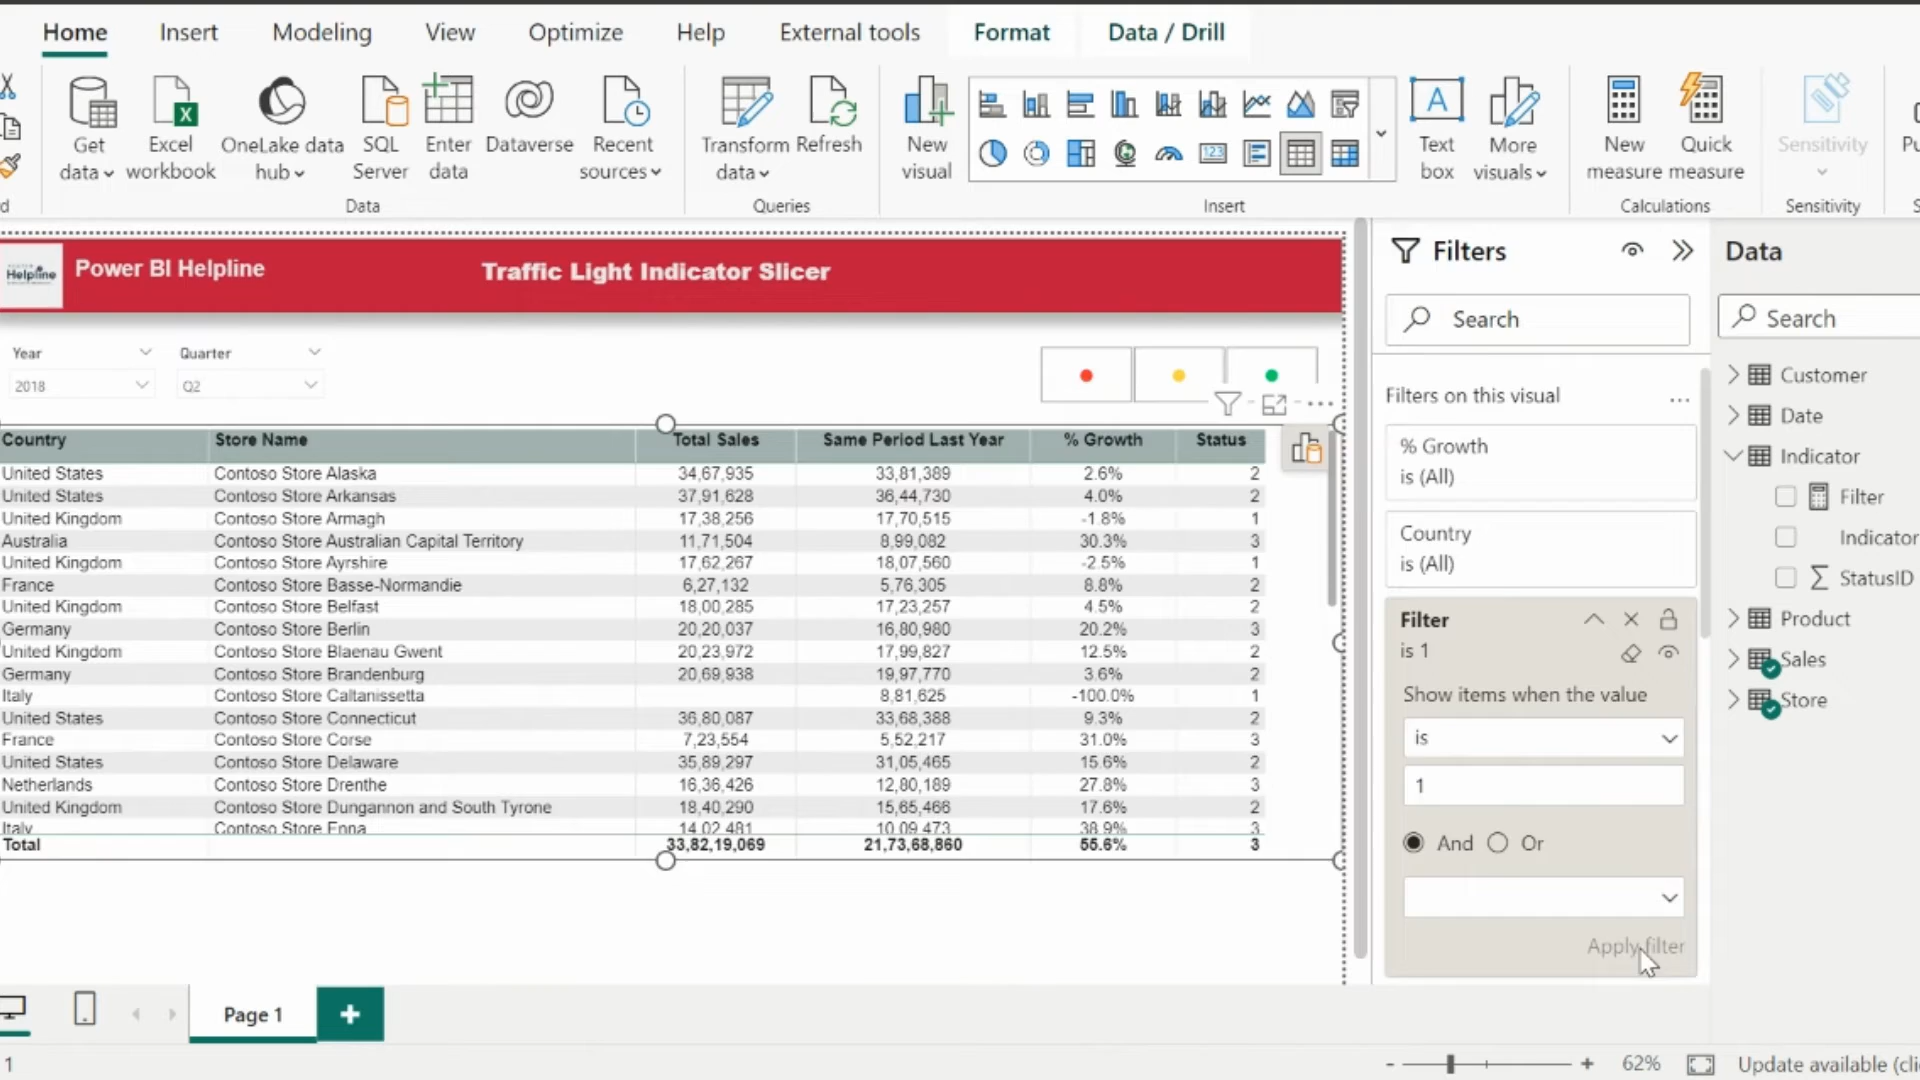 Home Insert Modeling View Optimize Help External tools Format Data / Drill
Get data Excel workbook OneLake data hub SQL Server Enter data Dataverse Recent sources Transform data Refresh New visual Text box More visuals New measure Quick measure Sensitivity
Data Queries Insert Calculations Sensitivity
Helpline Power BI Helpline Traffic Light Indicator Slicer
Year Quarter
2018 Q2
Country Store Name Total Sales Same Period Last Year % Growth Status
United States Contoso Store Alaska 34,67,935 33,81,389 2.6% 2
United States Contoso Store Arkansas 37,91,628 36,44,730 4.0% 2
United Kingdom Contoso Store Armagh 17,38,256 17,70,515 -1.8% 1
Australia Contoso Store Australian Capital Territory 11,71,504 8,99,082 30.3% 3
United Kingdom Contoso Store Ayrshire 17,62,267 18,07,560 -2.5% 1
France Contoso Store Basse-Normandie 6,27,132 5,76,305 8.8% 2
United Kingdom Contoso Store Belfast 18,00,285 17,23,257 4.5% 2
Germany Contoso Store Berlin 20,20,037 16,80,980 20.2% 3
United Kingdom Contoso Store Blaenau Gwent 20,23,972 17,99,827 12.5% 2
Germany Contoso Store Brandenburg 20,69,938 19,97,770 3.6% 2
Italy Contoso Store Caltanissetta 8,81,625 -100.0% 1
United States Contoso Store Connecticut 36,80,087 33,68,388 9.3% 2
France Contoso Store Corse 7,23,554 5,52,217 31.0% 3
United States Contoso Store Delaware 35,89,297 31,05,465 15.6% 2
Netherlands Contoso Store Drenthe 16,36,426 12,80,189 27.8% 3
United Kingdom Contoso Store Dungannon and South Tyrone 18,40,290 15,65,466 17.6% 2
Italy Contoso Store Enna 14,02,481 10,09,473 38.9% 3
Total 33,82,19,069 21,73,68,860 55.6% 3
Filters
Search
Filters on this visual ...
% Growth
is (All)
Country
is (All)
Filter
is 1
Show items when the value
is
1
And Or
Apply filter
Data
Search
Customer
Date
Indicator
Filter
Indicator
StatusID
Product
Sales
Store
Page 1
1 - + 62% Update available (cli